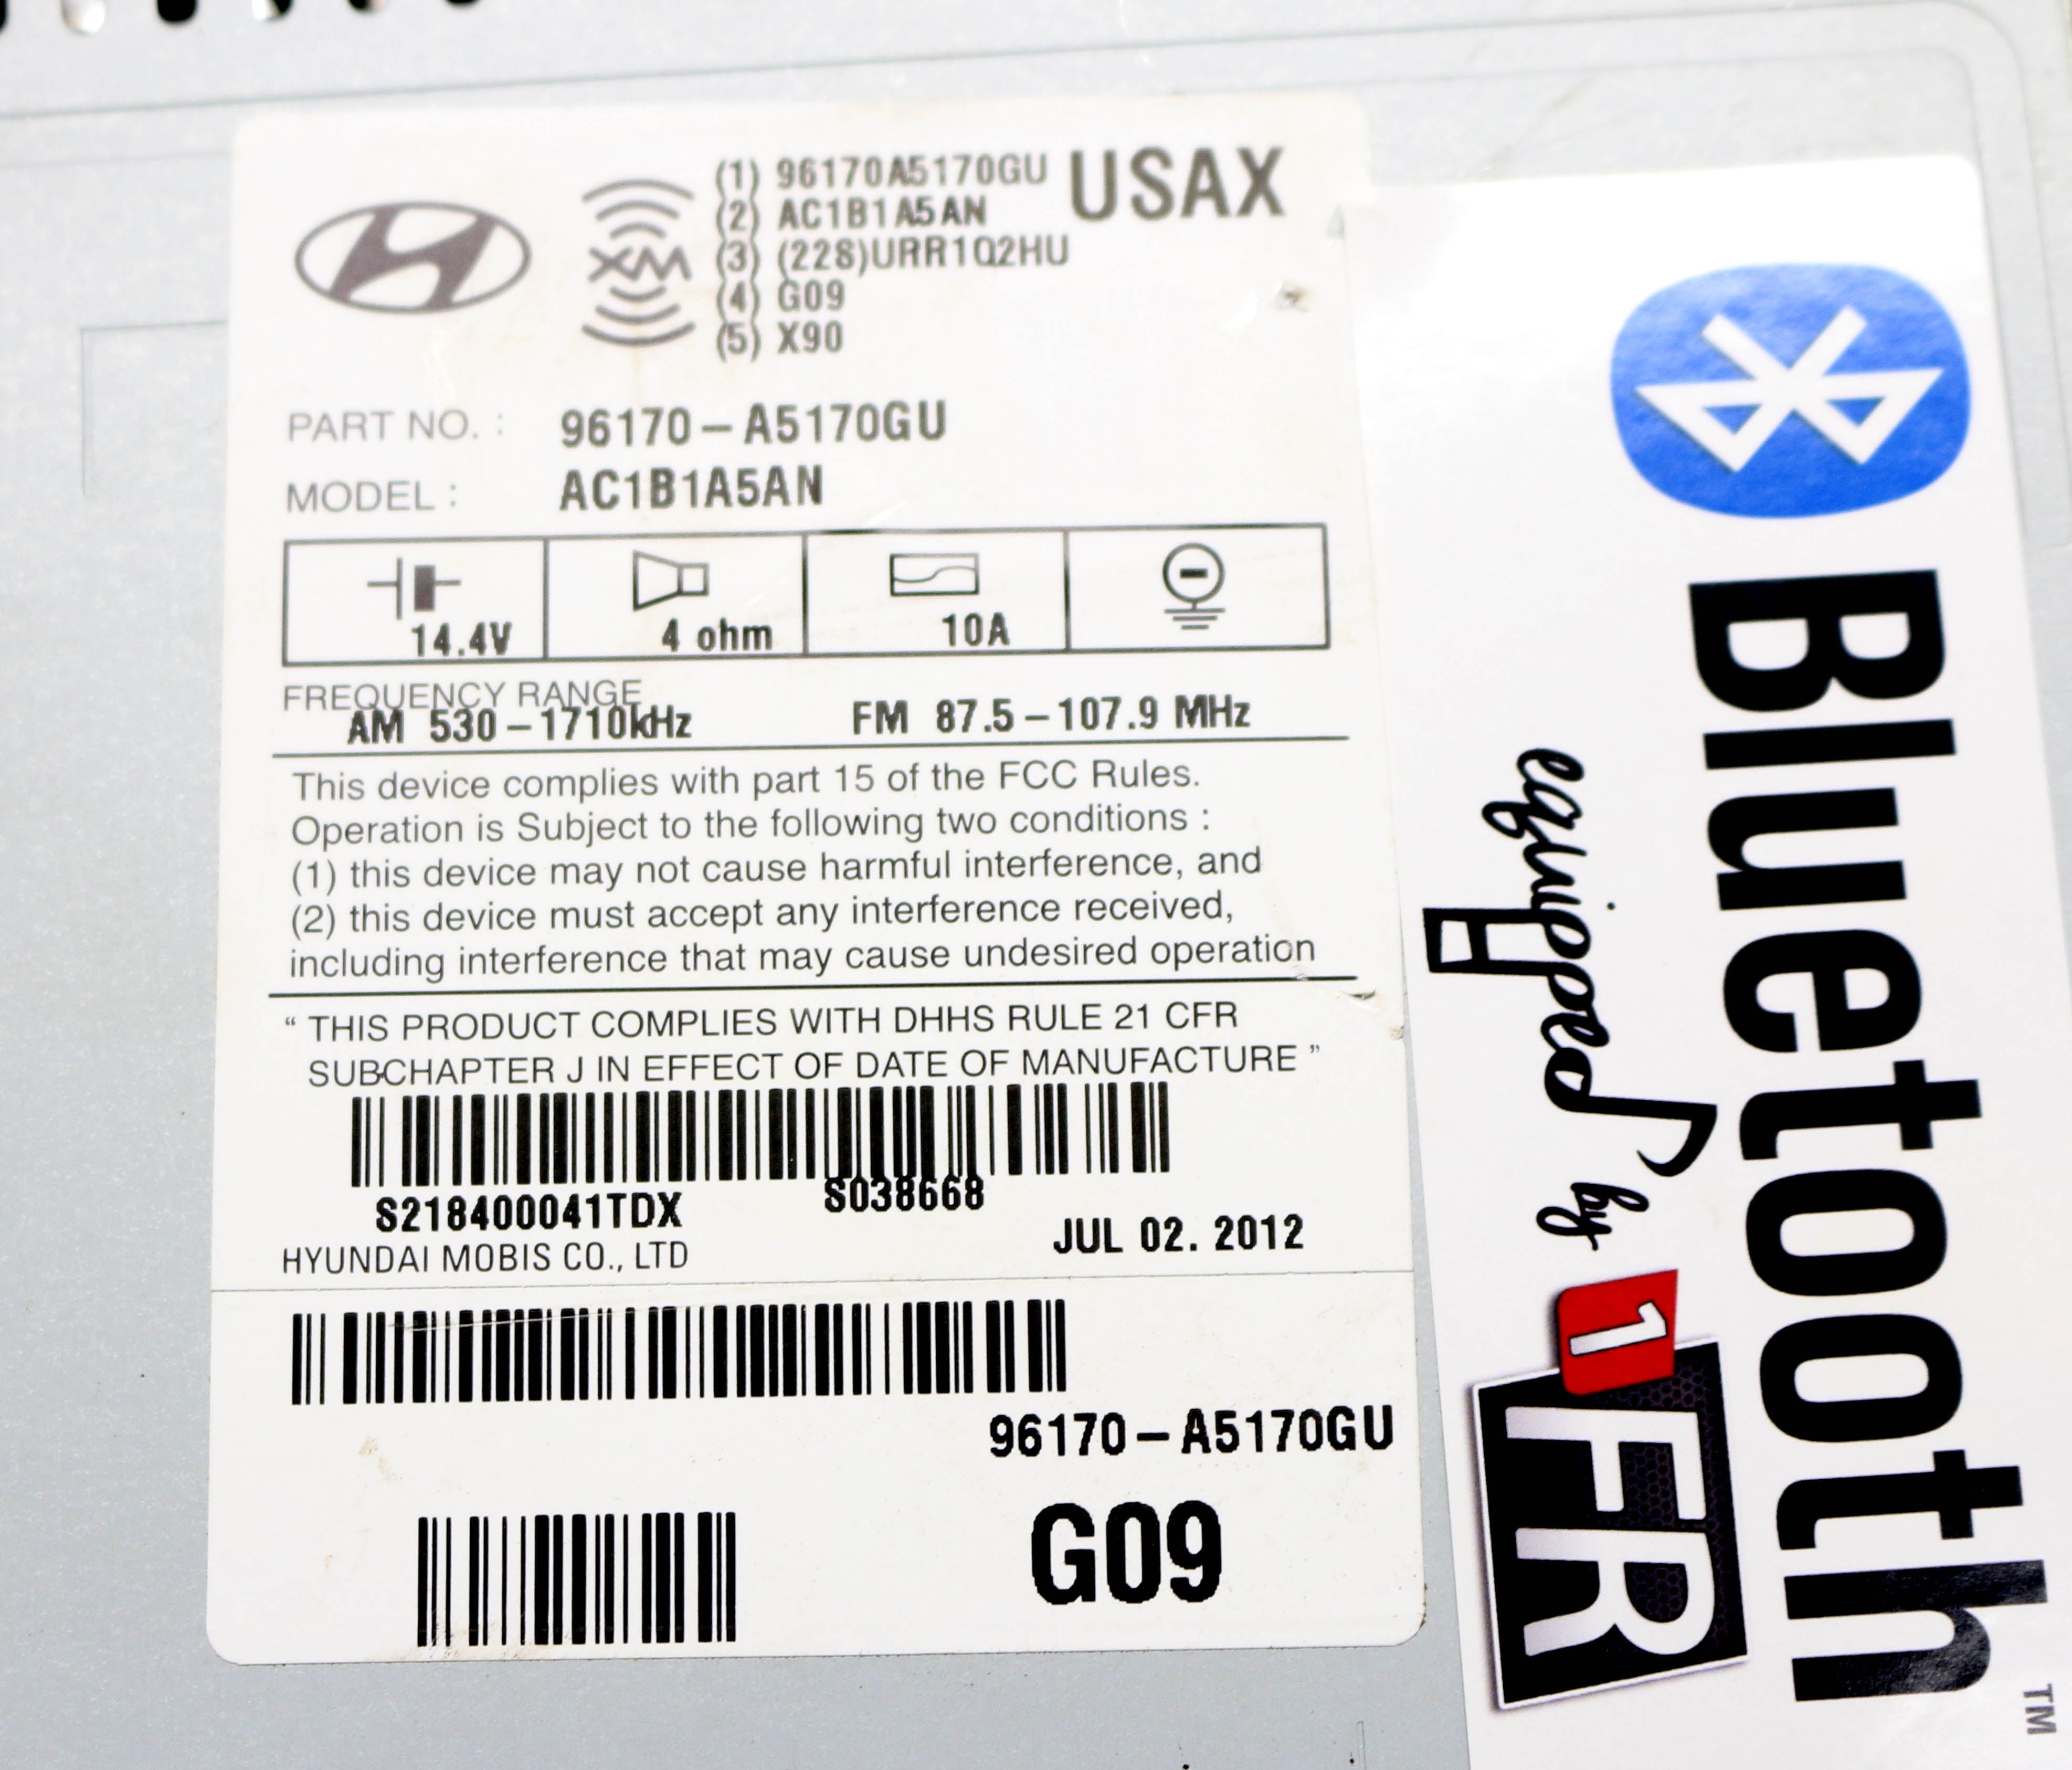 XM
(1) 96170A5170GU USAX
(2) AC1B1A5AN
(3) (228)URR1Q2HU
(4) G09
(5) X90
PART NO. : 96170-A5170GU
MODEL : AC1B1A5AN
14.4V 4 ohm 10A
FREQUENCY RANGE
AM 530-1710kHz FM 87.5-107.9 MHz
This device complies with part 15 of the FCC Rules.
Operation is Subject to the following two conditions :
(1) this device may not cause harmful interference, and
(2) this device must accept any interference received,
including interference that may cause undesired operation
“ THIS PRODUCT COMPLIES WITH DHHS RULE 21 CFR
SUBCHAPTER J IN EFFECT OF DATE OF MANUFACTURE ”
S218400041TDX S038668
HYUNDAI MOBIS CO., LTD JUL 02. 2012
96170-A5170GU
G09
Bluetooth™
equipped by
1
FR